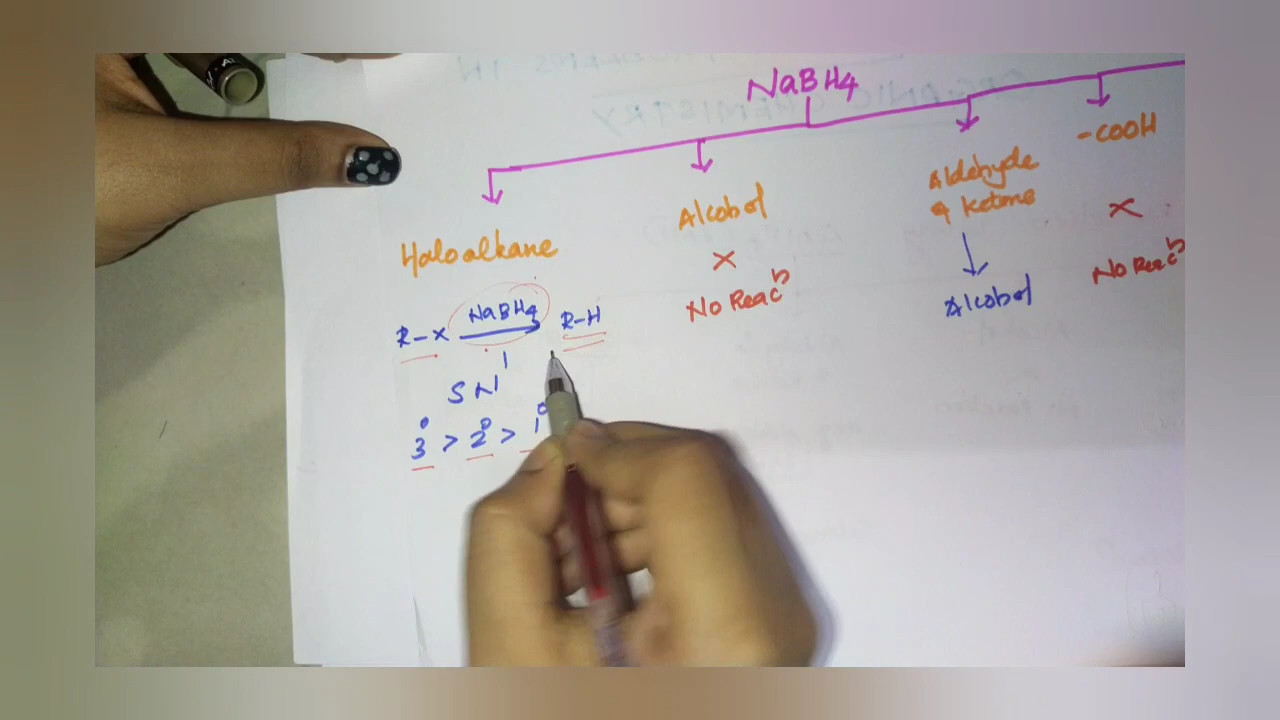 NaBH4
Haloalkane
R-X NaBH4 R-H
SN1
3° > 2° > 1°
Alcohol
×
No Reacn
Aldehyde
& Ketone
Alcohol
-COOH
×
No Reacn